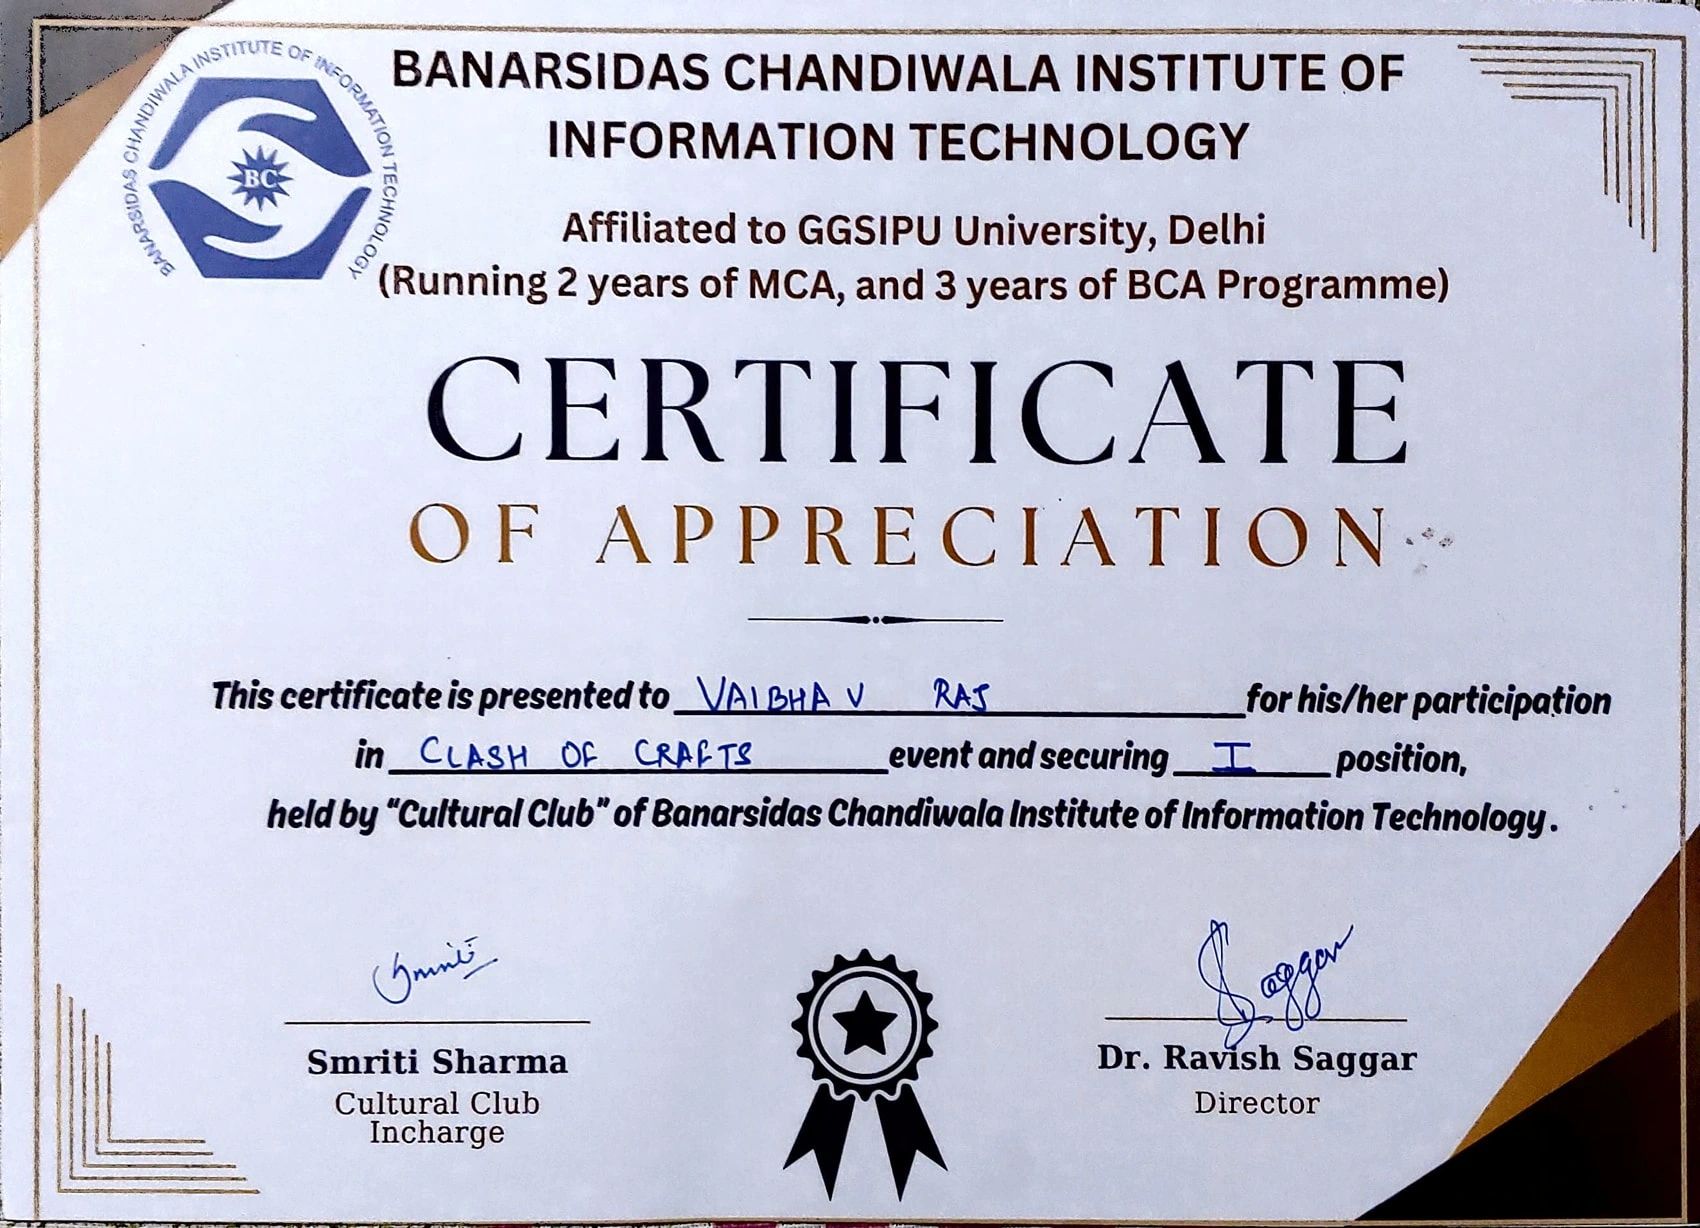 BANARSIDAS CHANDIWALA INSTITUTE OF INFORMATION TECHNOLOGY
BC
BANARSIDAS CHANDIWALA INSTITUTE OF
INFORMATION TECHNOLOGY
Affiliated to GGSIPU University, Delhi
(Running 2 years of MCA, and 3 years of BCA Programme)
CERTIFICATE
OF APPRECIATION
This certificate is presented to VAIBHAV RAJ for his/her participation
in CLASH OF CRAFTS event and securing I position,
held by “Cultural Club” of Banarsidas Chandiwala Institute of Information Technology.
Smriti
Saggar
Smriti Sharma
Dr. Ravish Saggar
Cultural Club
Director
Incharge